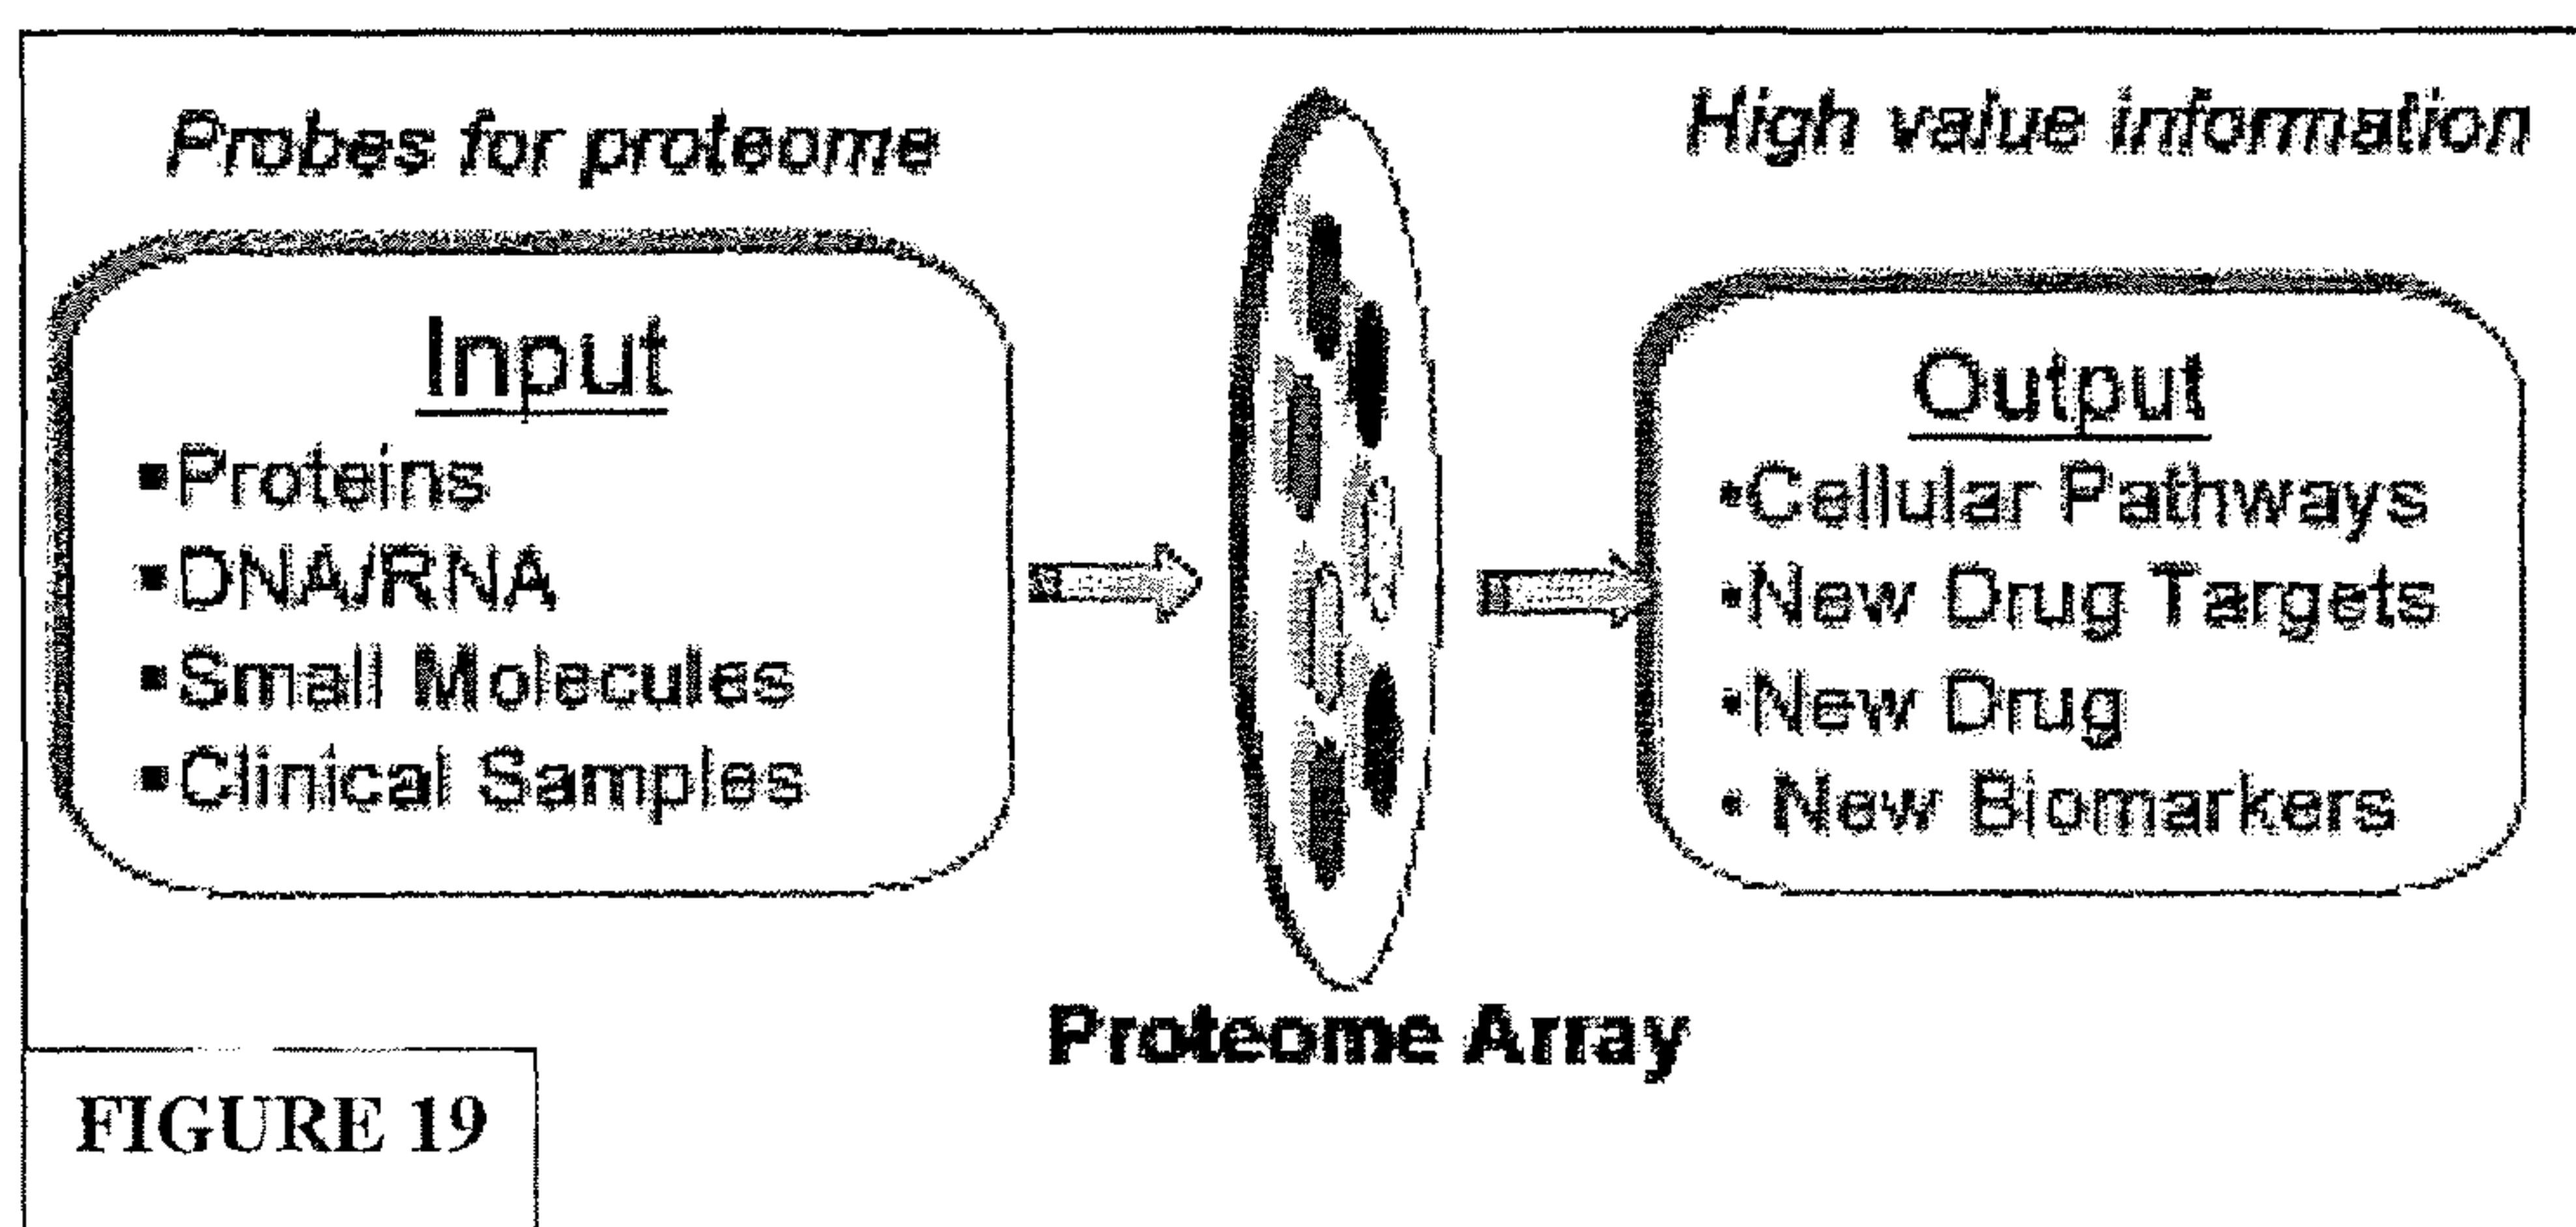 Probes for proteome
High value information
Input
▪Proteins
▪DNA/RNA
▪Small Molecules
▪Clinical Samples
Output
•Cellular Pathways
•New Drug Targets
•New Drug
• New Biomarkers
Proteome Array
FIGURE 19